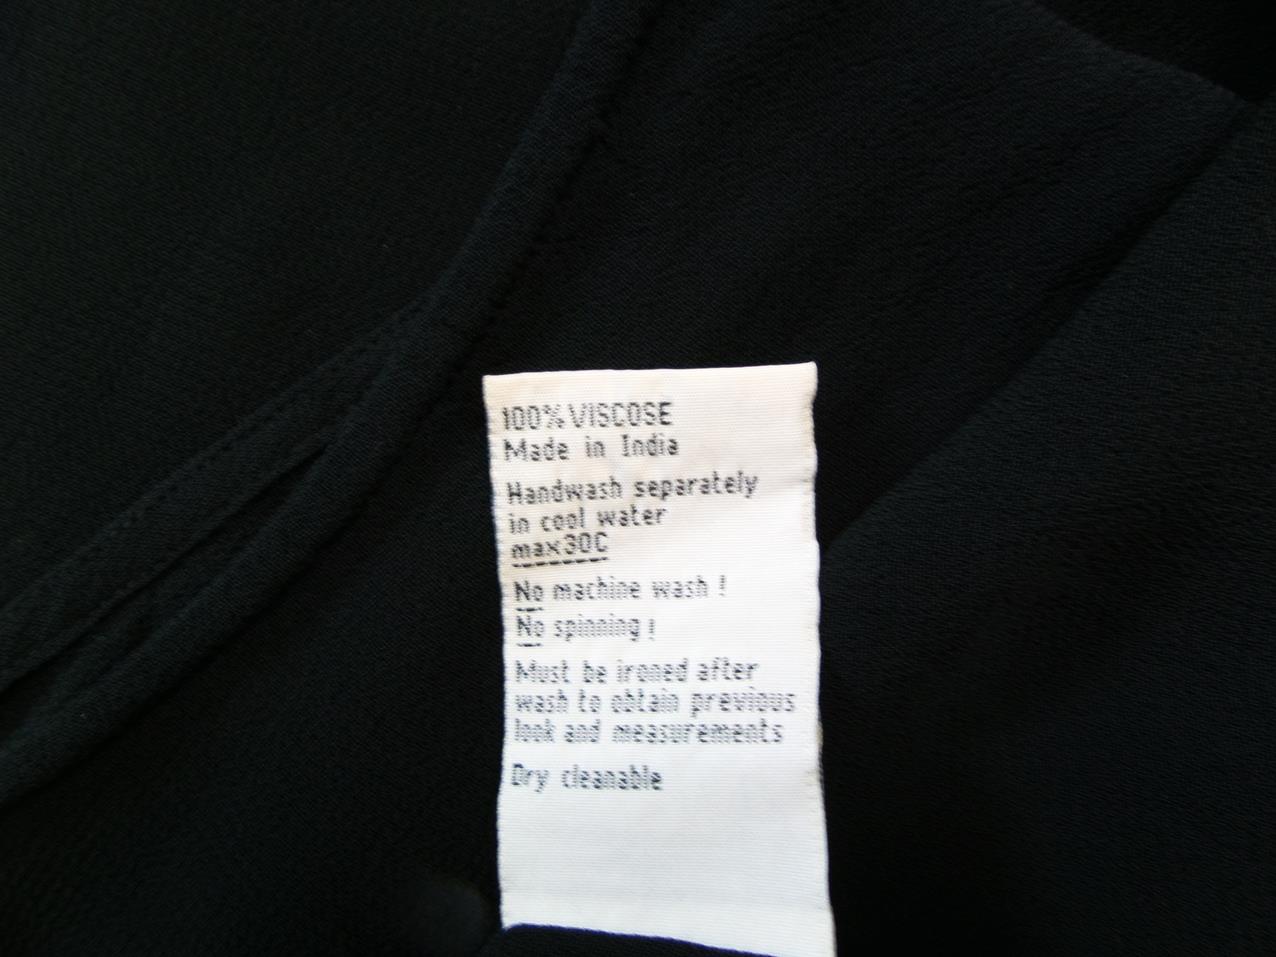 100% VISCOSE
Made in India
Handwash separately
in cool water
max30C
No machine wash !
No spinning !
Must be ironed after
wash to obtain previous
look and measurements
Dry cleanable